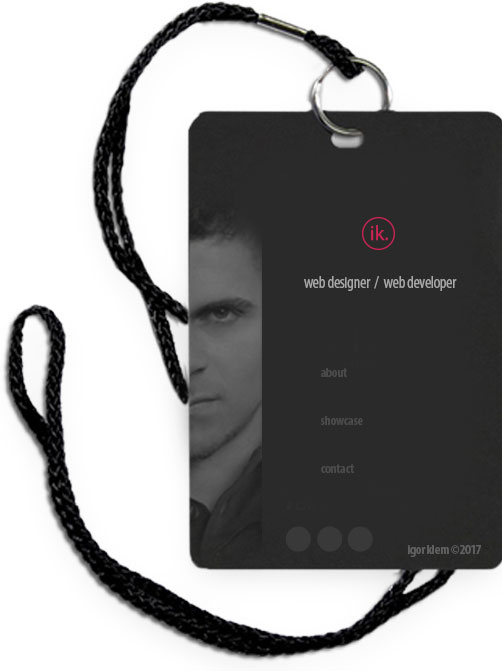 ik.
web designer / web developer
about
showcase
contact
igor klem ©2017